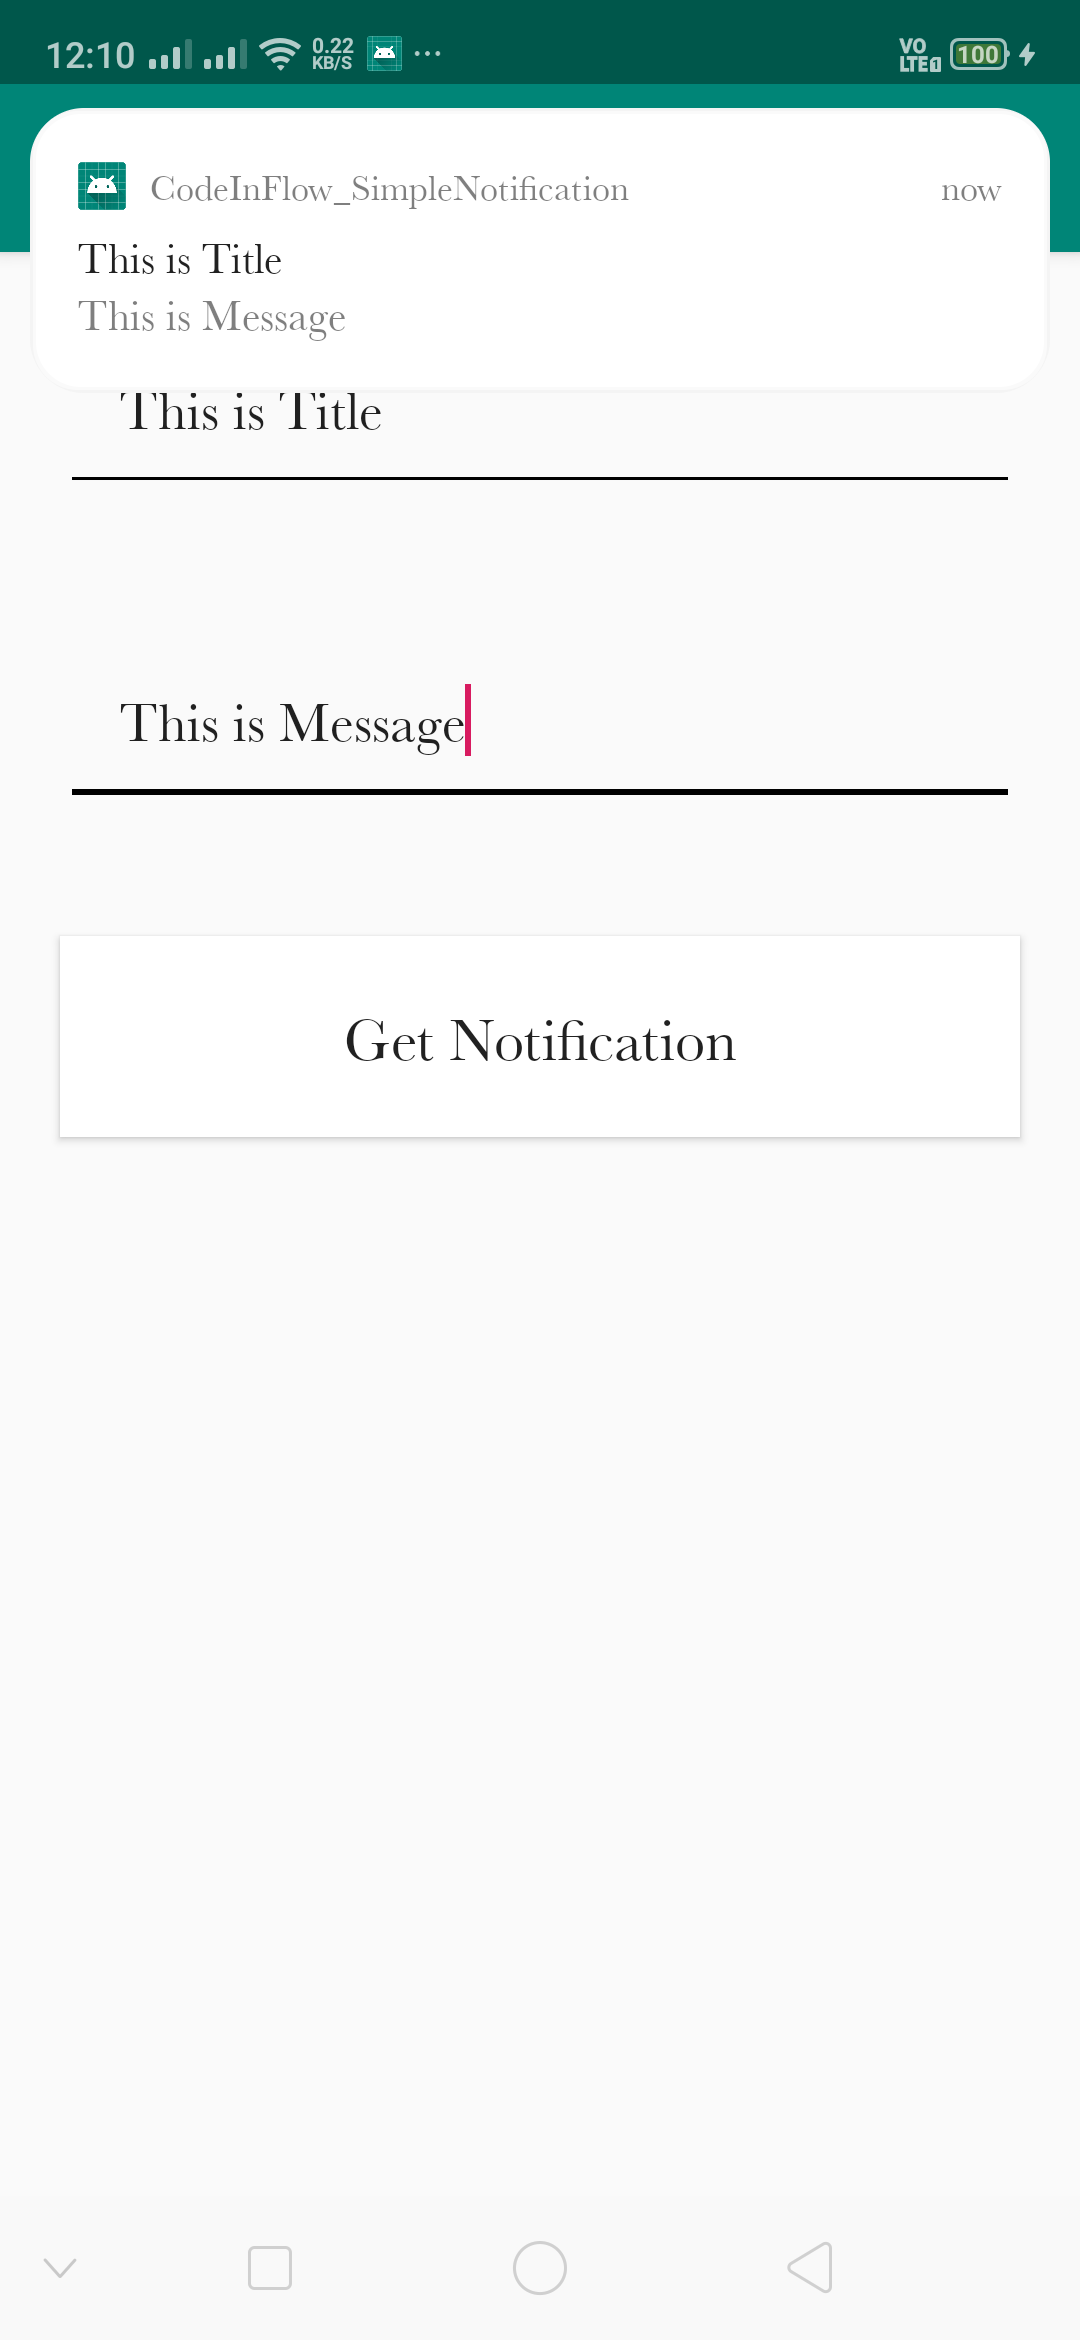 12:10 0.22 KB/S VO LTE 1 100
CodeInFlow_SimpleNotification now
This is Title
This is Message
This is Title
This is Message
Get Notification